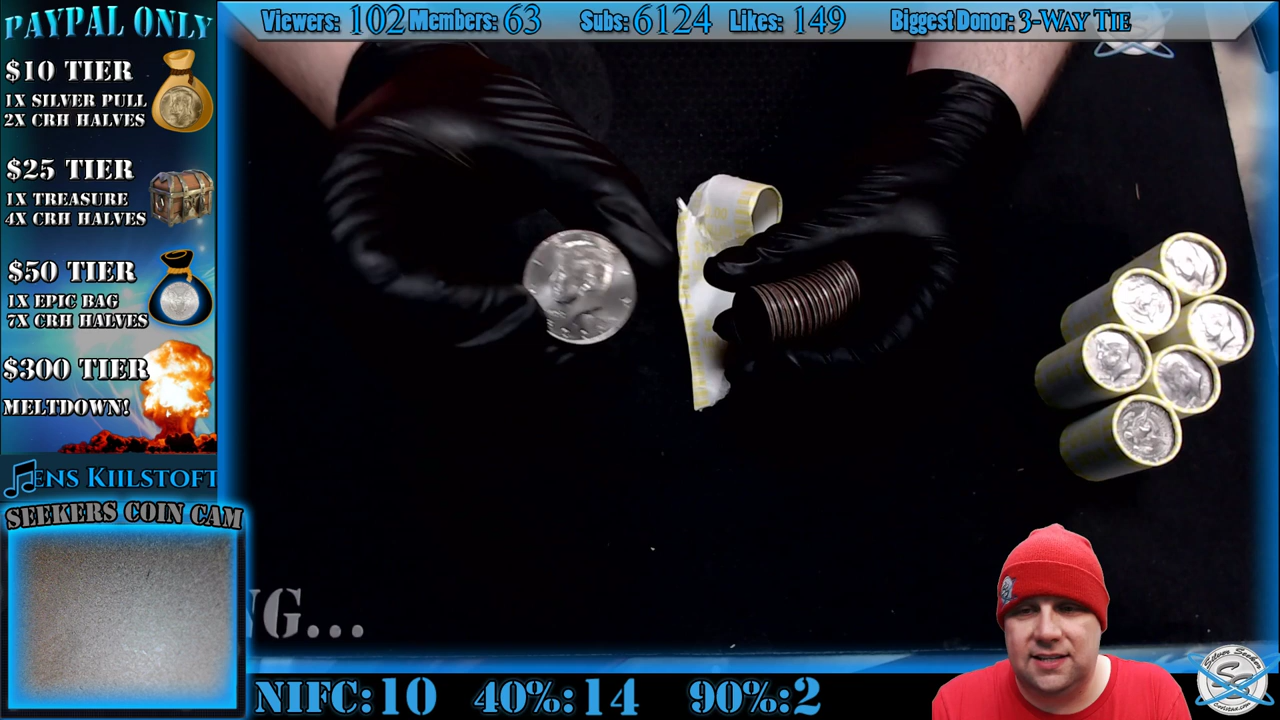 PAYPAL ONLY
$10 TIER
1X SILVER PULL
2X CRH HALVES
$25 TIER
1X TREASURE
4X CRH HALVES
$50 TIER
1X EPIC BAG
7X CRH HALVES
$300 TIER
MELTDOWN!
ENS KIILSTOFT
SEEKERS COIN CAM
Viewers: 102 Members: 63 Subs: 6124 Likes: 149 Biggest Donor: 3-WAY TIE
NG...
NIFC:10 40%:14 90%:2
Silver Seeker